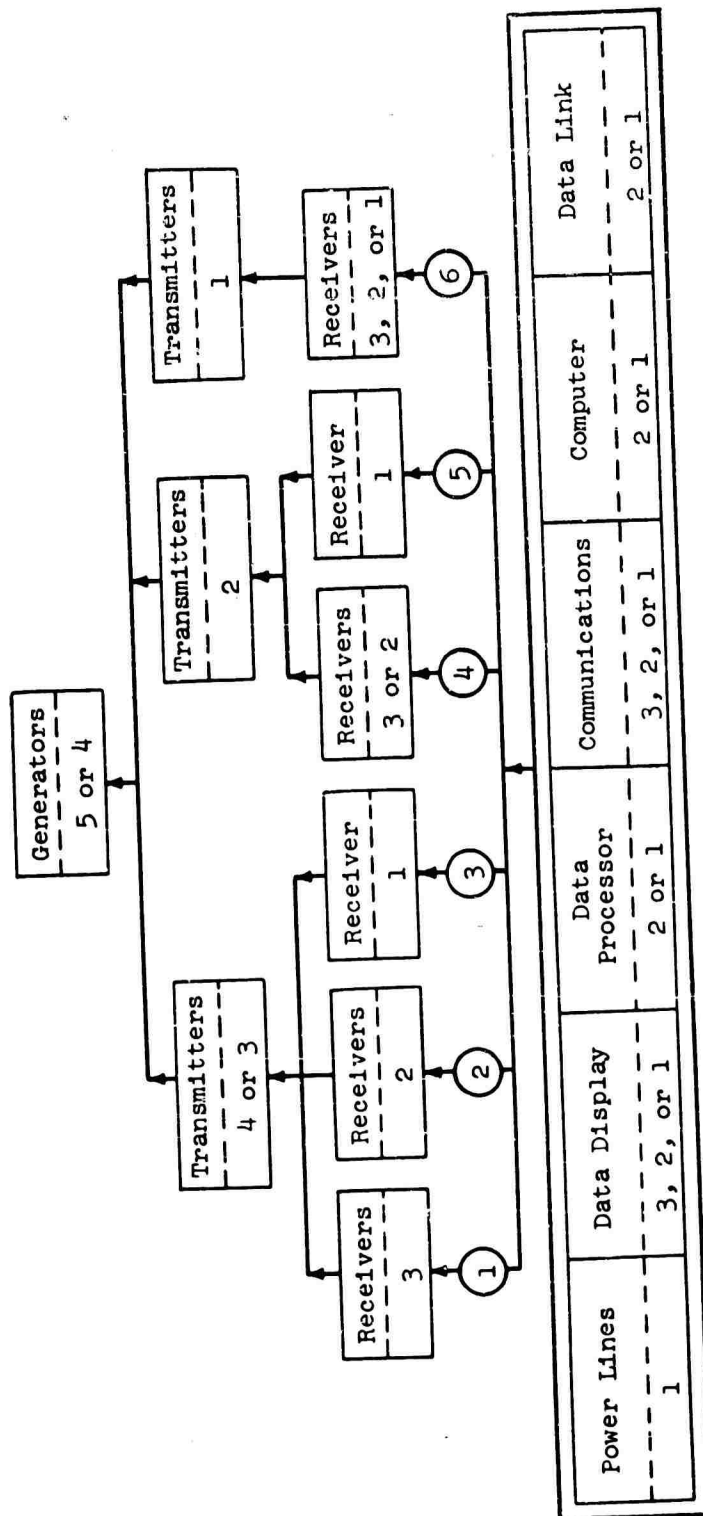 Generators
5 or 4
Transmitters
4 or 3
Transmitters
2
Transmitters
1
Receivers
3
Receivers
2
Receiver
1
Receivers
3 or 2
Receiver
1
Receivers
3, 2, or 1
1
2
3
4
5
6
Power Lines
1
Data Display
3, 2, or 1
Data
Processor
2 or 1
Communications
3, 2, or 1
Computer
2 or 1
Data Link
2 or 1